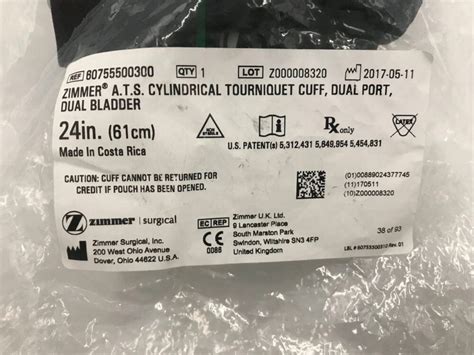 REF 60755500300 QTY 1 LOT Z000008320 2017-05-11
ZIMMER® A.T.S. CYLINDRICAL TOURNIQUET CUFF, DUAL PORT,
DUAL BLADDER
24in. (61cm)
Made In Costa Rica
Rx only
LATEX
U.S. PATENT(s) 5,312,431 5,649,954 5,454,831
CAUTION: CUFF CANNOT BE RETURNED FOR
CREDIT IF POUCH HAS BEEN OPENED.
(01)00889024377745
(11)170511
(10)Z000008320
zimmer | surgical
Zimmer Surgical, Inc.
200 West Ohio Avenue
Dover, Ohio 44622 U.S.A.
CE
0086
EC REP
Zimmer U.K. Ltd.
9 Lancaster Place
South Marston Park
Swindon, Wiltshire SN3 4FP
United Kingdom
38 of 93
LBL # 60755500310 Rev. 01